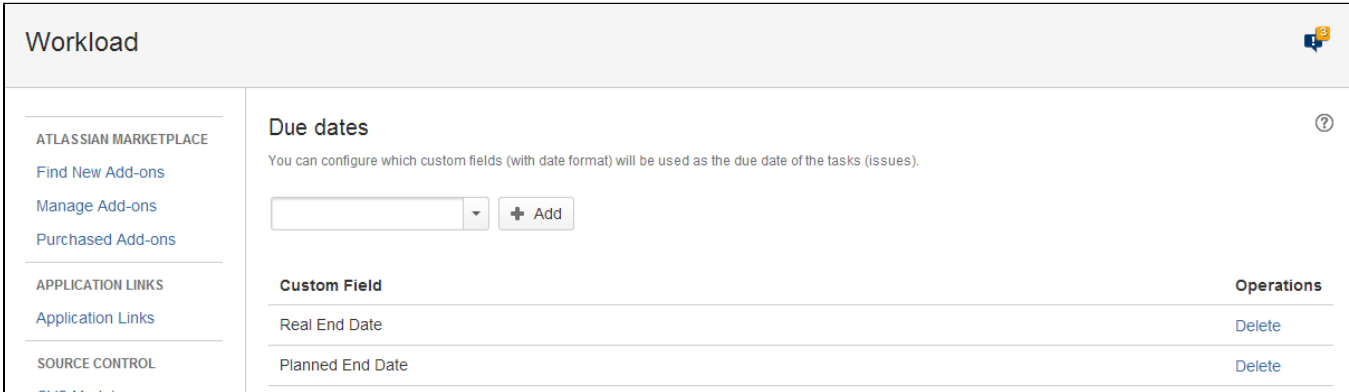 Workload
3
ATLASSIAN MARKETPLACE
Find New Add-ons
Manage Add-ons
Purchased Add-ons
APPLICATION LINKS
Application Links
SOURCE CONTROL
Due dates
?
You can configure which custom fields (with date format) will be used as the due date of the tasks (issues).
+ Add
Custom Field Operations
Real End Date Delete
Planned End Date Delete